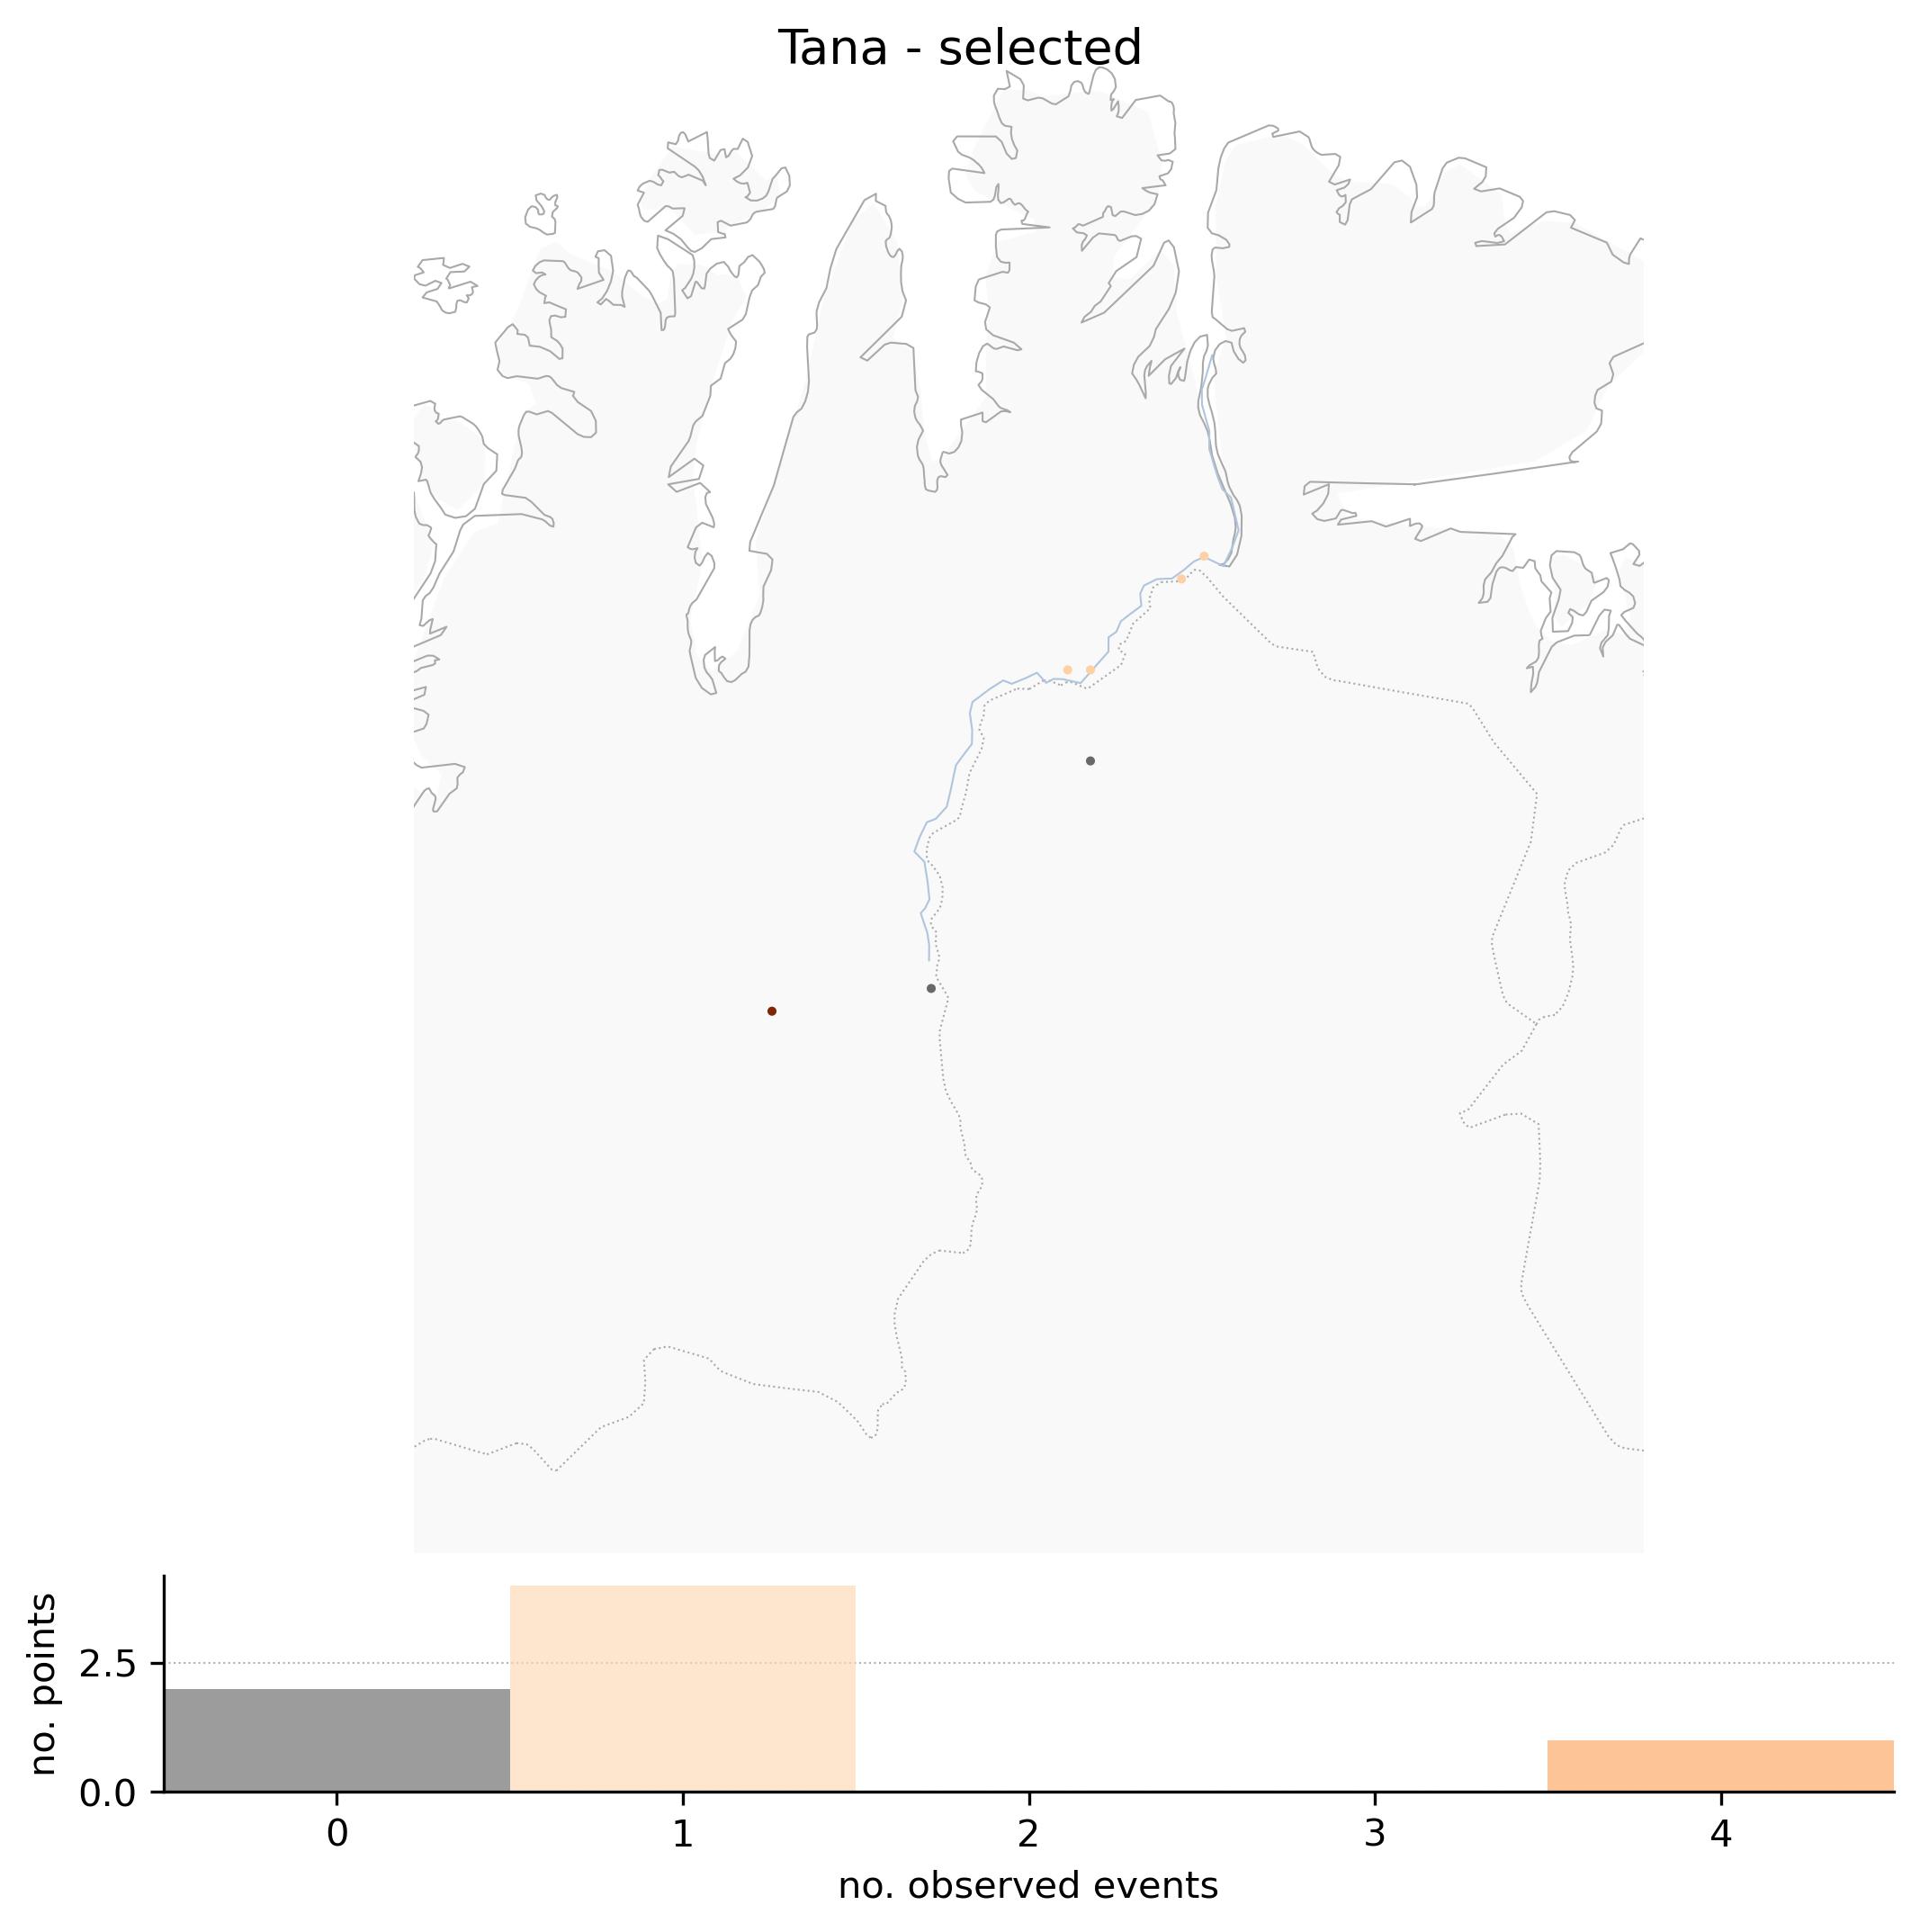 Tana - selected
no. points
2.5
0.0
0 1 2 3 4
no. observed events